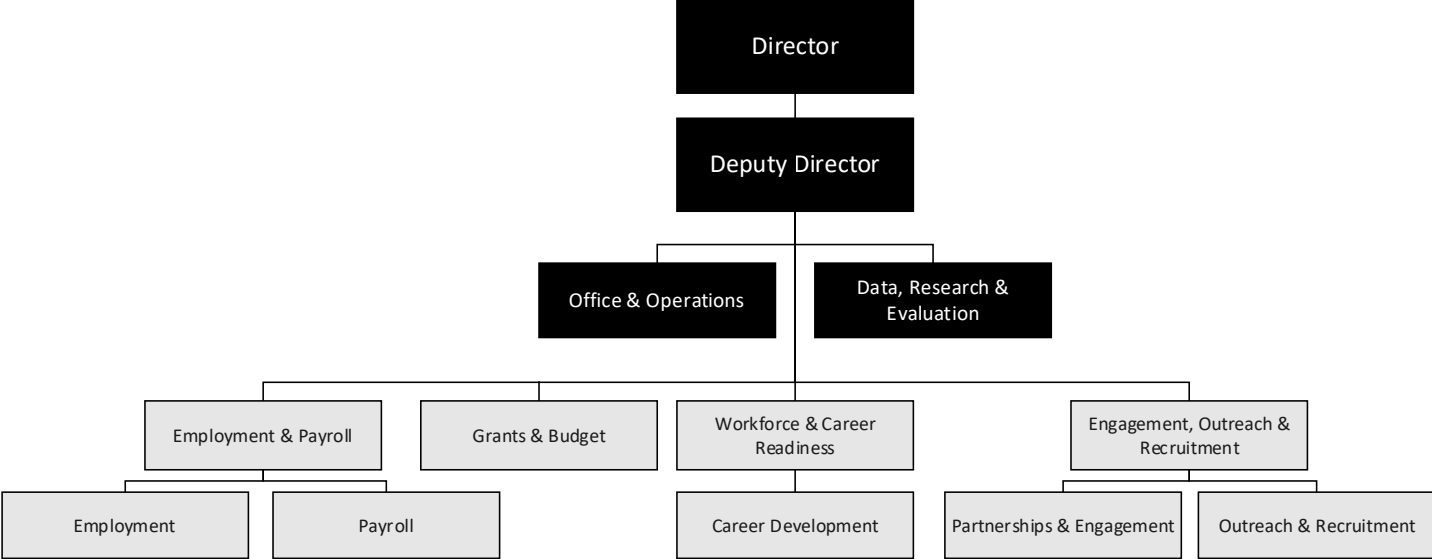 Director
Deputy Director
Office & Operations
Data, Research &
Evaluation
Employment & Payroll
Grants & Budget
Workforce & Career
Readiness
Engagement, Outreach &
Recruitment
Employment
Payroll
Career Development
Partnerships & Engagement
Outreach & Recruitment